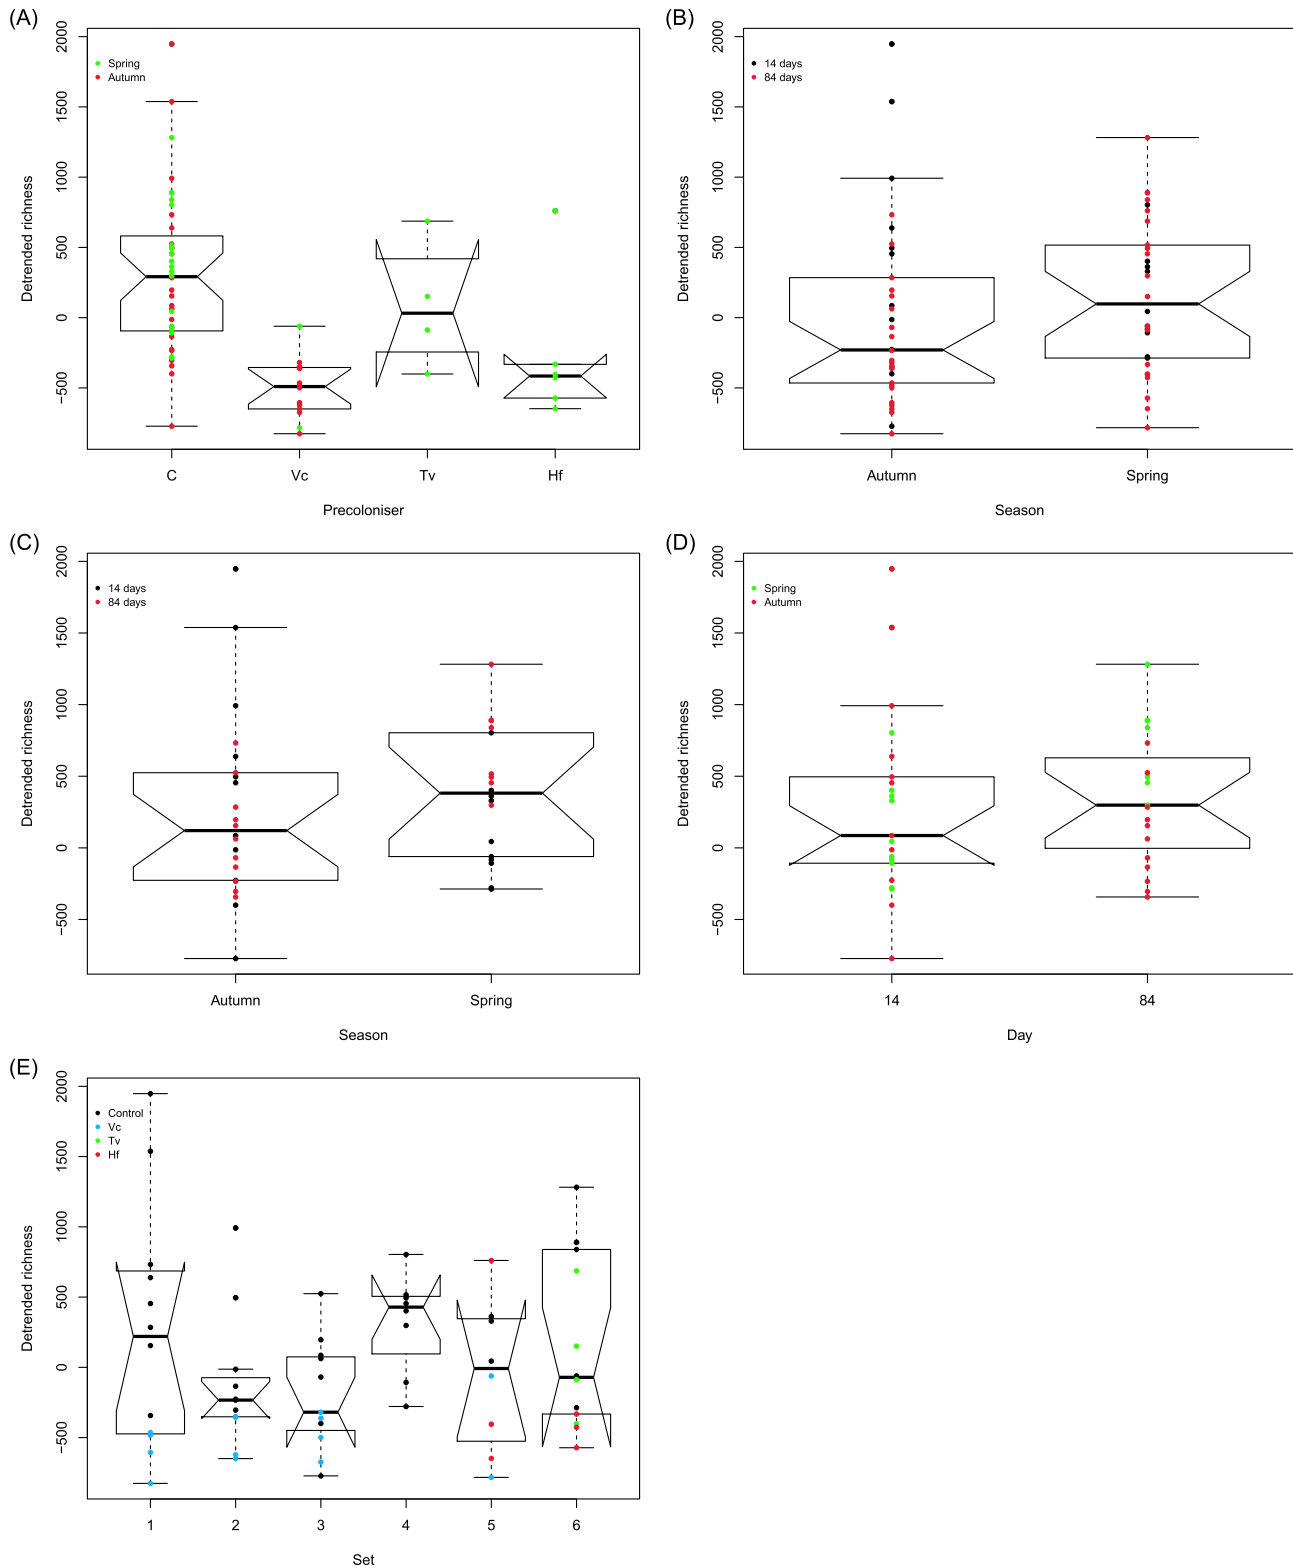 (A)
2000
1500
1000
500
0
−500
Detrended richness
Spring
Autumn
C Vc Tv Hf
Precoloniser
(B)
2000
1500
1000
500
0
−500
Detrended richness
14 days
84 days
Autumn Spring
Season
(C)
2000
1500
1000
500
0
−500
Detrended richness
14 days
84 days
Autumn Spring
Season
(D)
2000
1500
1000
500
0
−500
Detrended richness
Spring
Autumn
14 84
Day
(E)
2000
1500
1000
500
0
−500
Detrended richness
Control
Vc
Tv
Hf
1 2 3 4 5 6
Set